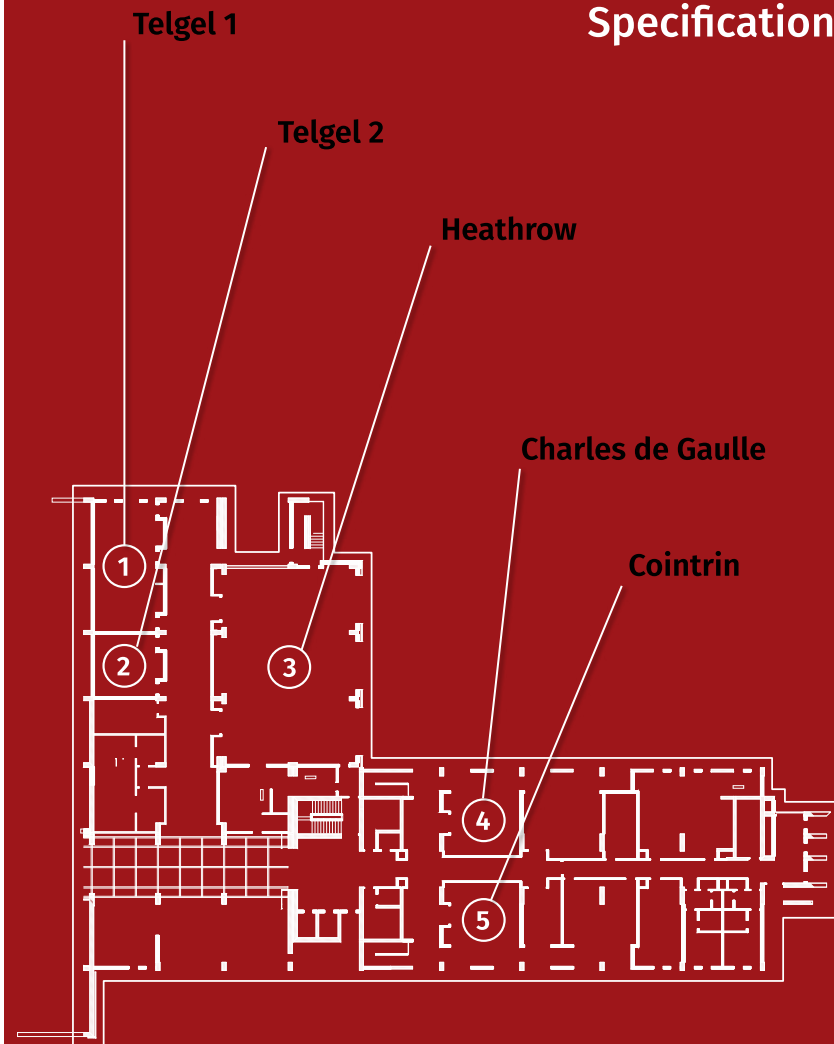 Specification
Telgel 1
Telgel 2
Heathrow
Charles de Gaulle
Cointrin
1
2
3
4
5